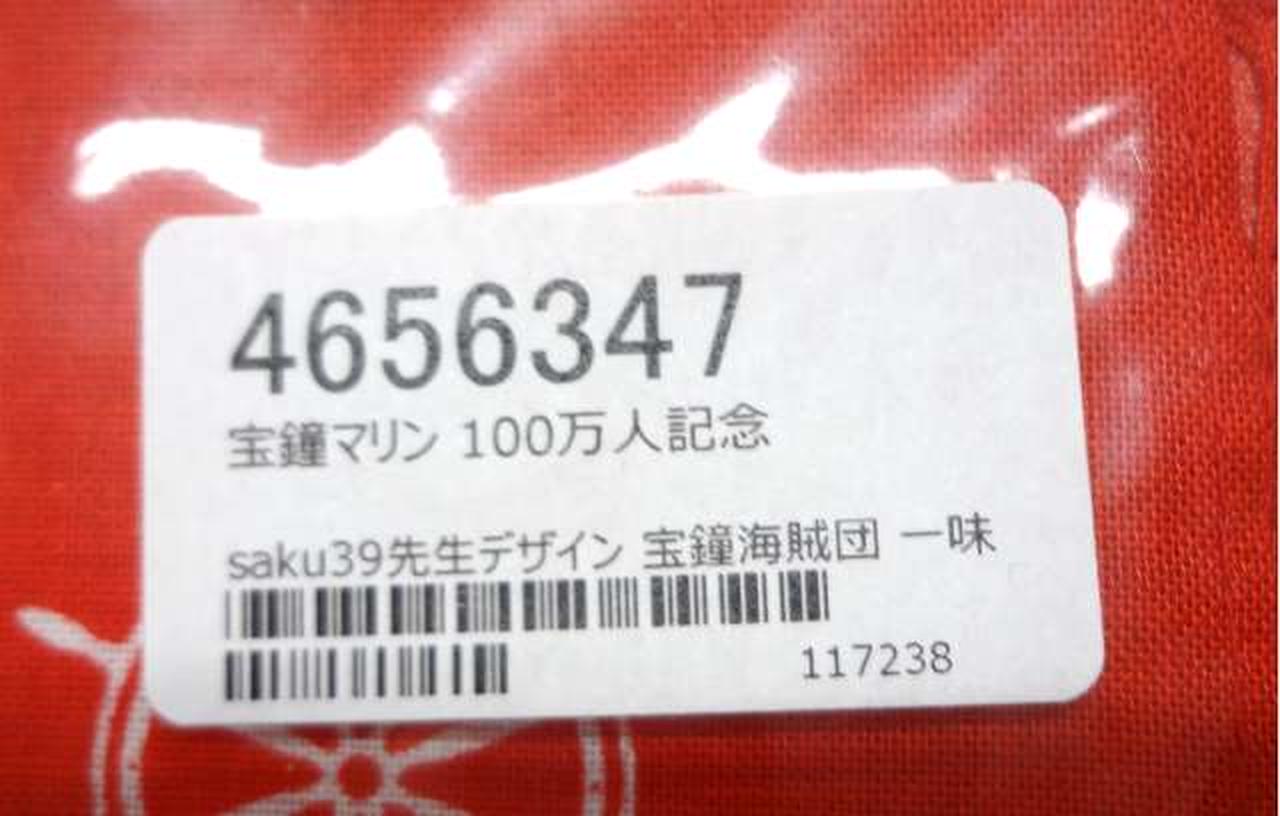 4656347
宝鐘マリン 100万人記念
saku39先生デザイン 宝鐘海賊団 一味
117238